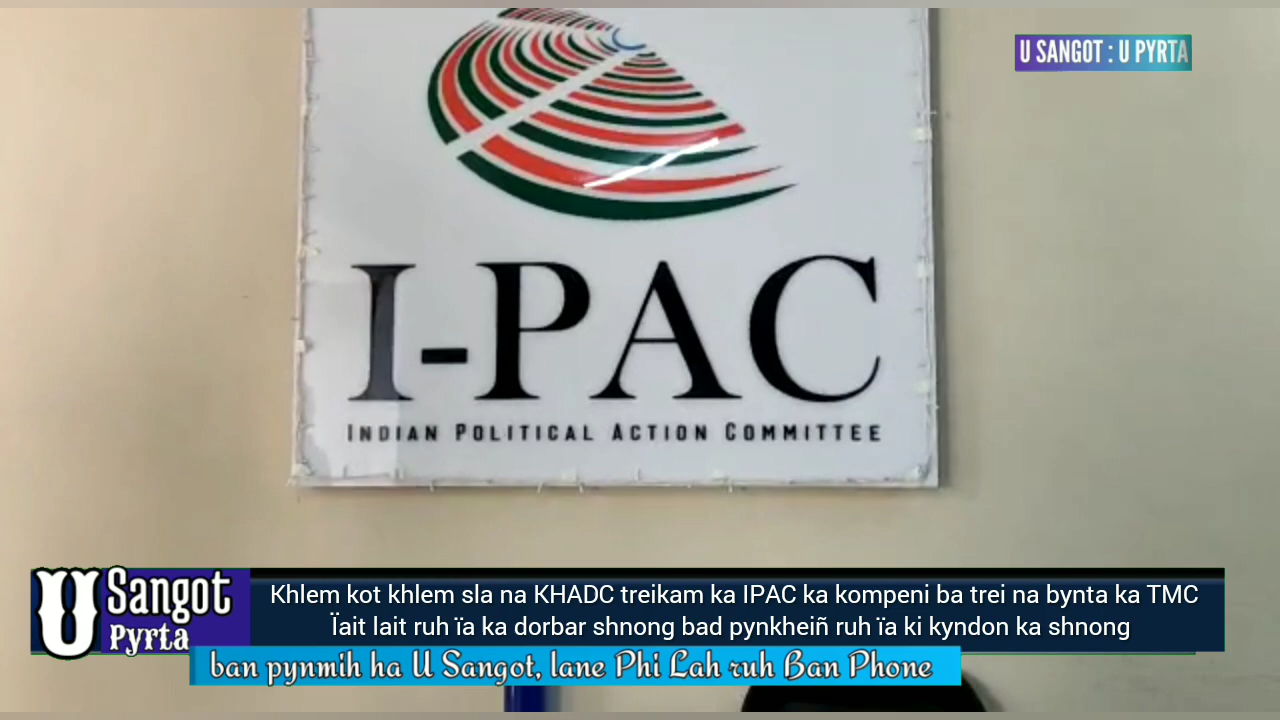 U SANGOT : U PYRTA
I-PAC
INDIAN POLITICAL ACTION COMMITTEE
U Sangot Pyrta
Khlem kot khlem sla na KHADC treikam ka IPAC ka kompeni ba trei na bynta ka TMC
Ïait lait ruh ïa ka dorbar shnong bad pynkheiñ ruh ïa ki kyndon ka shnong
ban pynmih ha U Sangot, lane Phi Lah ruh Ban Phone